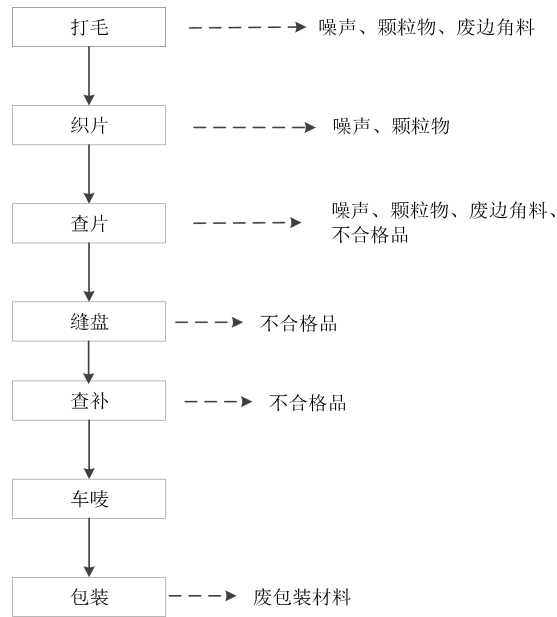 打毛
噪声、颗粒物、废边角料
织片
噪声、颗粒物
查片
噪声、颗粒物、废边角料、
不合格品
缝盘
不合格品
查补
不合格品
车唛
包装
废包装材料